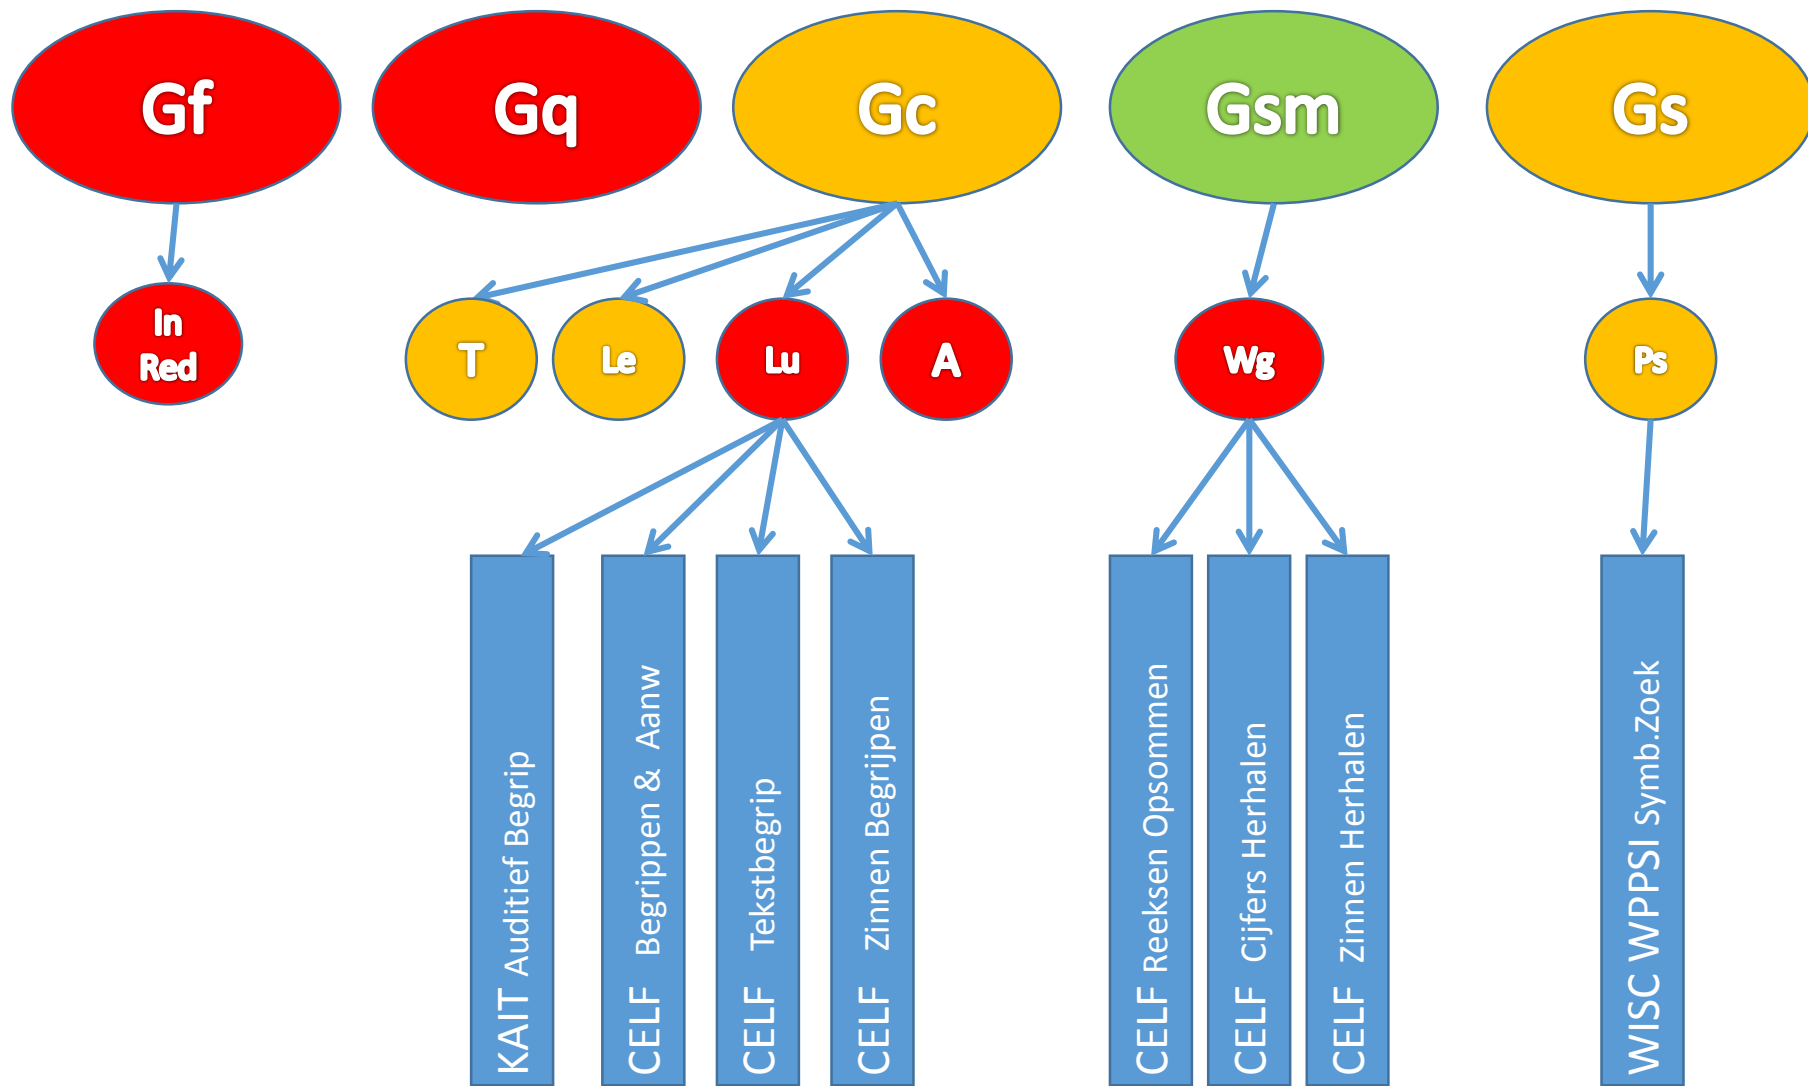 Gf
Gq
Gc
Gsm
Gs
In
Red
T
Le
Lu
A
Wg
Ps
KAIT Auditief Begrip
CELF Begrippen & Aanw
CELF Tekstbegrip
CELF Zinnen Begrijpen
CELF Reeksen Opsommen
CELF Cijfers Herhalen
CELF Zinnen Herhalen
WISC WPPSI Symb.Zoek